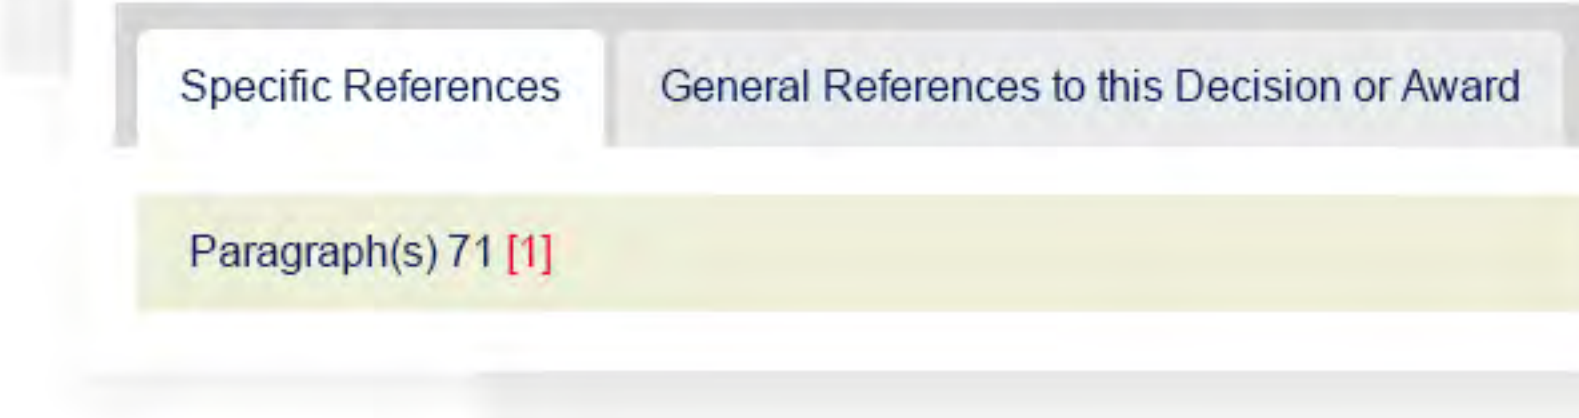 Specific References General References to this Decision or Award
Paragraph(s) 71 [1]